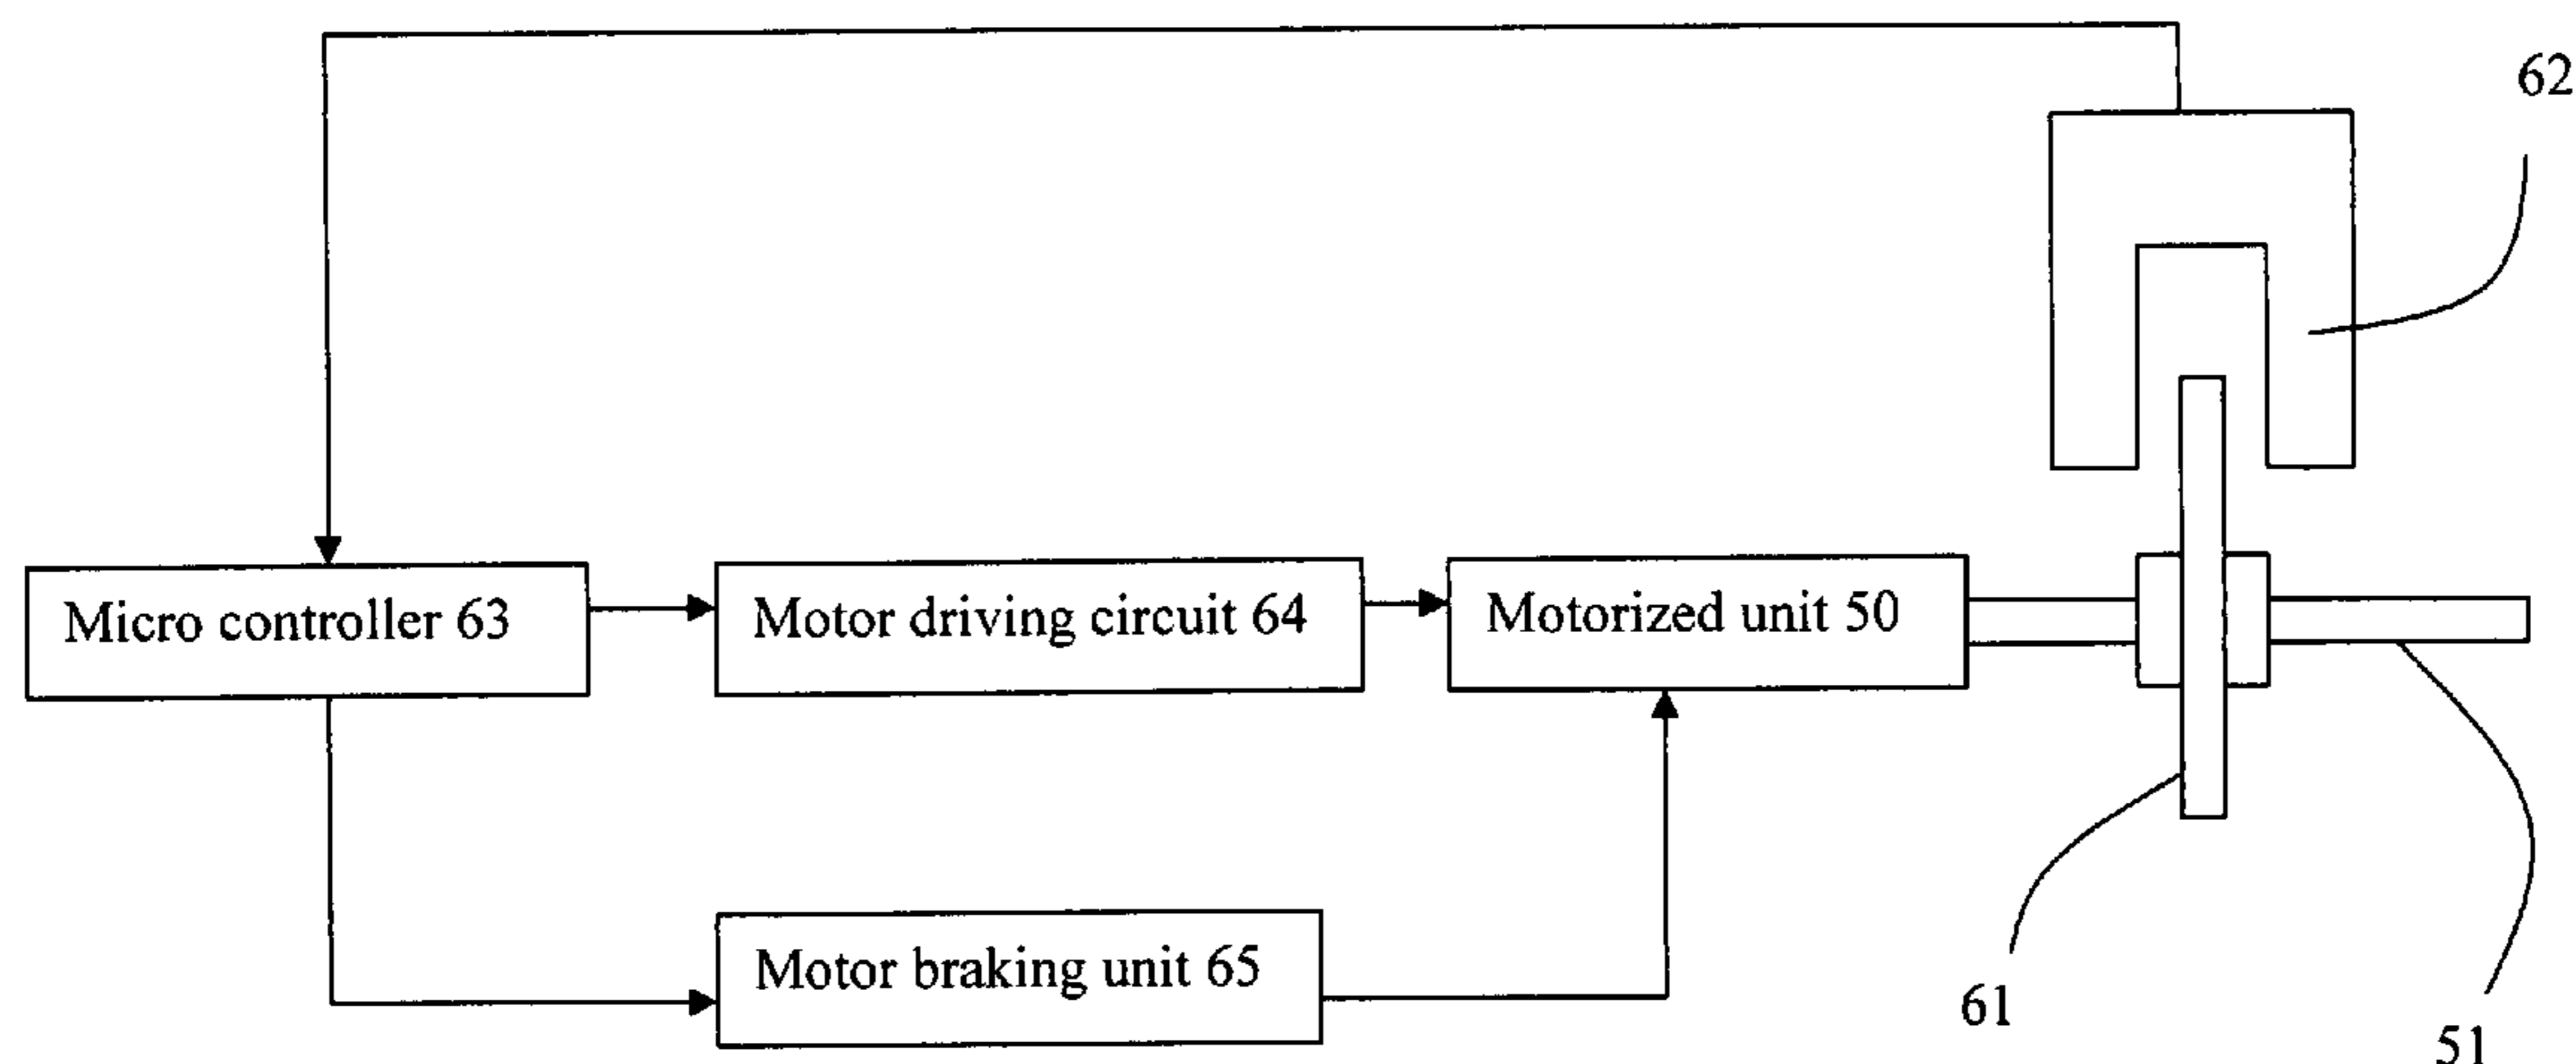 62
Micro controller 63
Motor driving circuit 64
Motorized unit 50
Motor braking unit 65
61
51